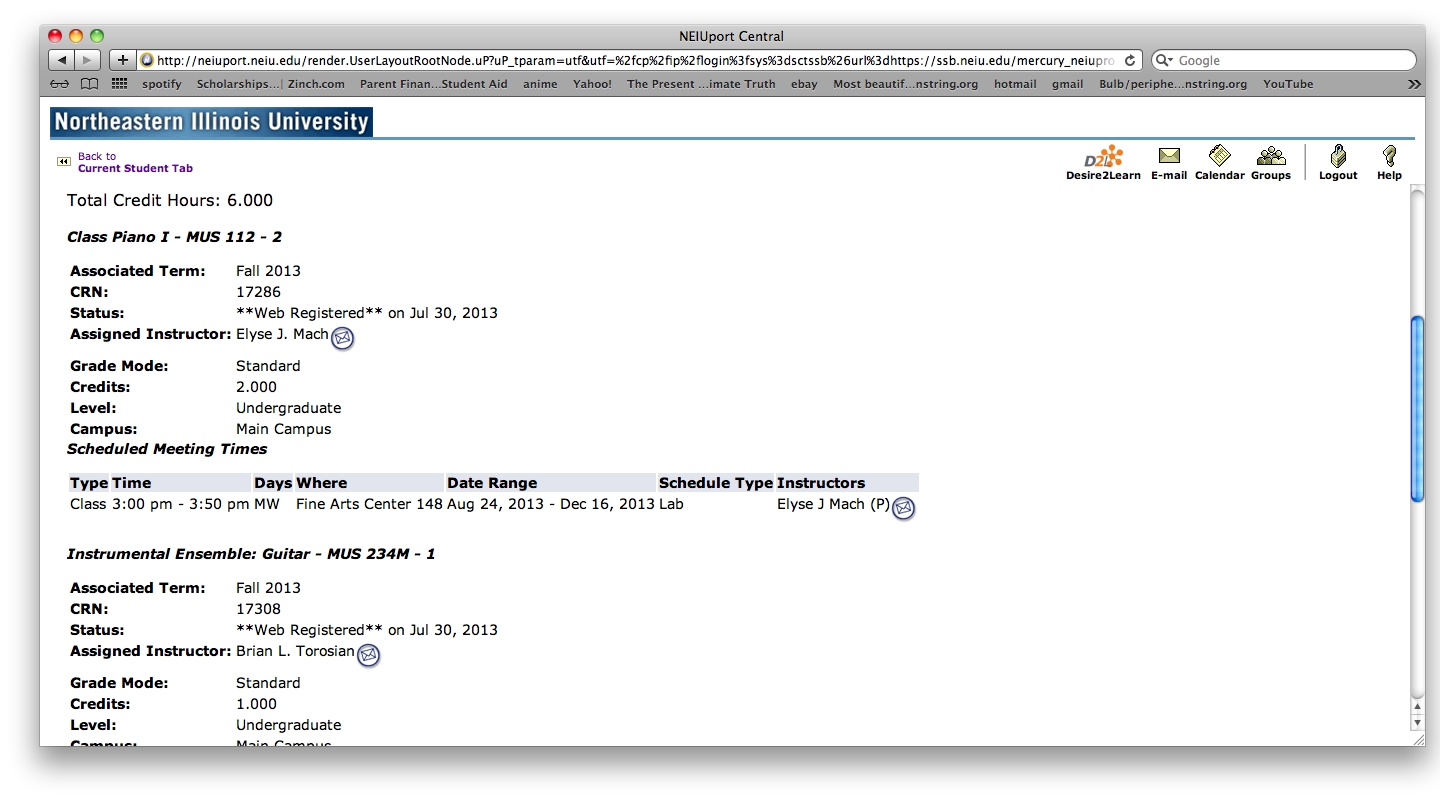 NEIUport Central
http://neiuport.neiu.edu/render.UserLayoutRootNode.uP?uP_tparam=utf&utf=%2fcp%2fip%2flogin%3fsys%3dsctssb%26url%3dhttps://ssb.neiu.edu/mercury_neiupro Google
spotify Scholarships...| Zinch.com Parent Finan...Student Aid anime Yahoo! The Present ...imate Truth ebay Most beautif...nstring.org hotmail gmail Bulb/periphe...nstring.org YouTube
Northeastern Illinois University
Back to
Current Student Tab
D2L
Desire2Learn E-mail Calendar Groups Logout Help
Total Credit Hours: 6.000
Class Piano I - MUS 112 - 2
Associated Term: Fall 2013
CRN: 17286
Status: **Web Registered** on Jul 30, 2013
Assigned Instructor: Elyse J. Mach
Grade Mode: Standard
Credits: 2.000
Level: Undergraduate
Campus: Main Campus
Scheduled Meeting Times
Type Time Days Where Date Range Schedule Type Instructors
Class 3:00 pm - 3:50 pm MW Fine Arts Center 148 Aug 24, 2013 - Dec 16, 2013 Lab Elyse J Mach (P)
Instrumental Ensemble: Guitar - MUS 234M - 1
Associated Term: Fall 2013
CRN: 17308
Status: **Web Registered** on Jul 30, 2013
Assigned Instructor: Brian L. Torosian
Grade Mode: Standard
Credits: 1.000
Level: Undergraduate
Campus: Main Campus